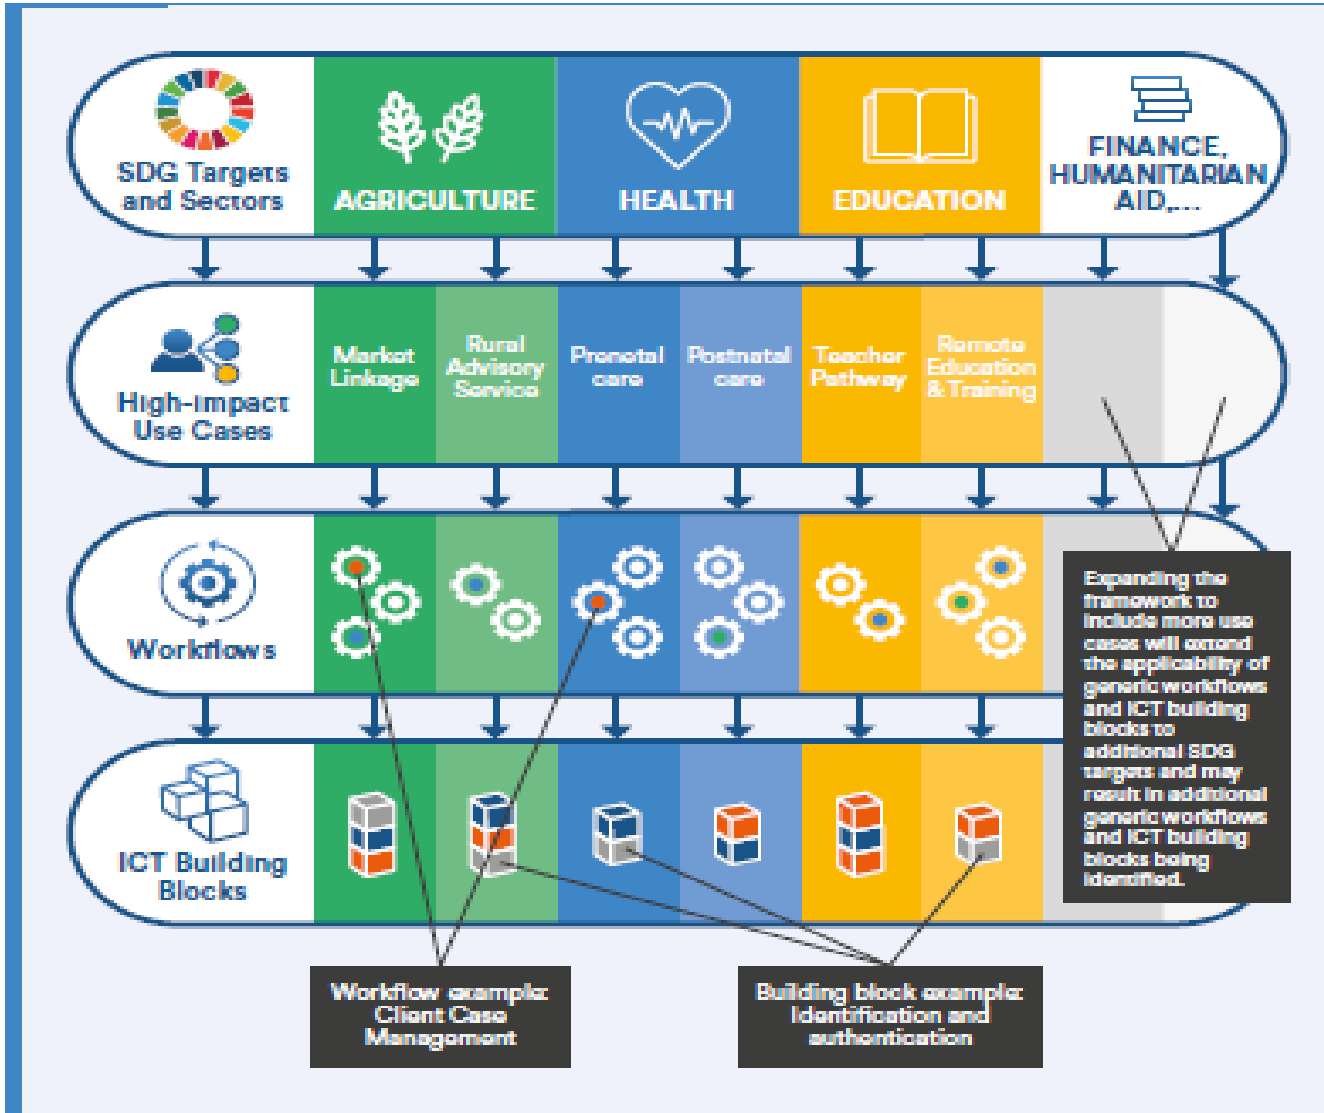 SDG Targets
and Sectors
AGRICULTURE
HEALTH
EDUCATION
FINANCE,
HUMANITARIAN
AID,...
High-impact
Use Cases
Market
Linkage
Rural
Advisory
Service
Prenetal
care
Postnatal
care
Teacher
Pathway
Remote
Education
& Training
Workflows
Expanding the
framework to
include more use
cases will extend
the applicability of
generic workflows
and ICT building
blocks to
additional SDG
targets and may
result in additional
generic workflows
and ICT building
blocks being
identified.
ICT Building
Blocks
Workflow example:
Client Case
Management
Building block example:
Identification and
authentication